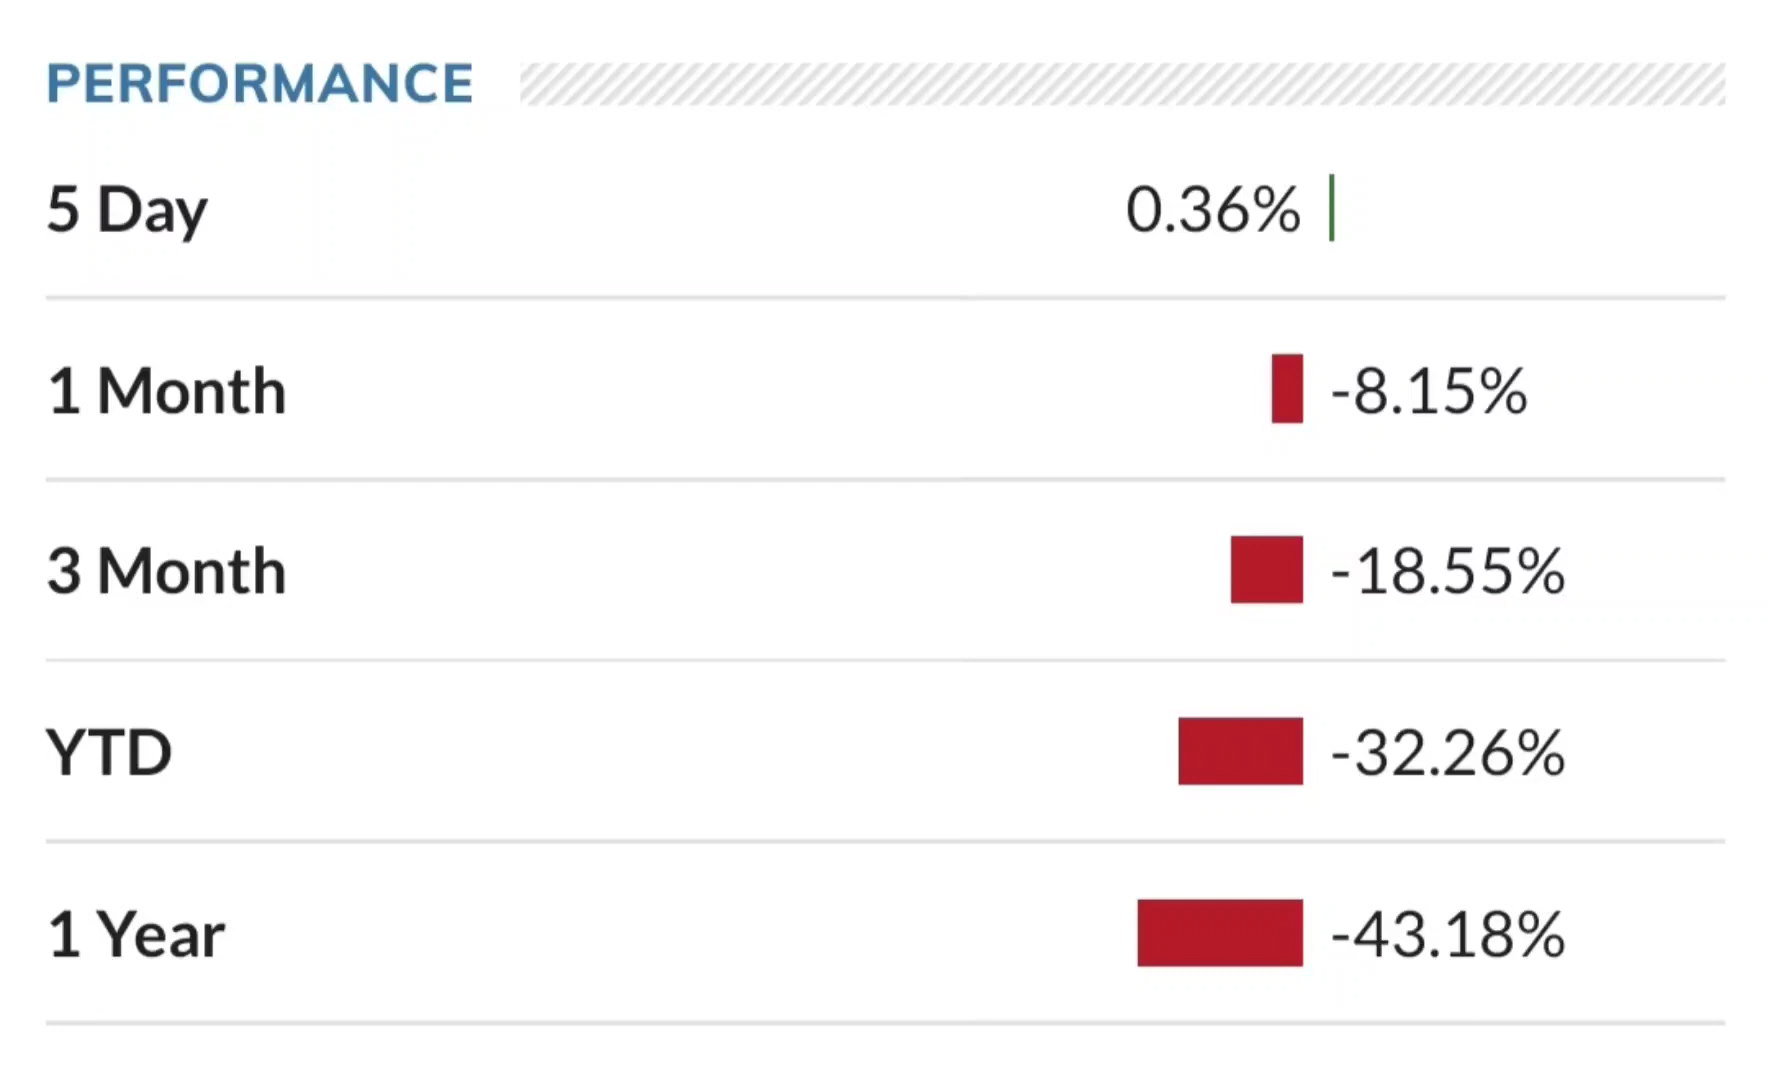 PERFORMANCE
5 Day 0.36%
1 Month -8.15%
3 Month -18.55%
YTD -32.26%
1 Year -43.18%